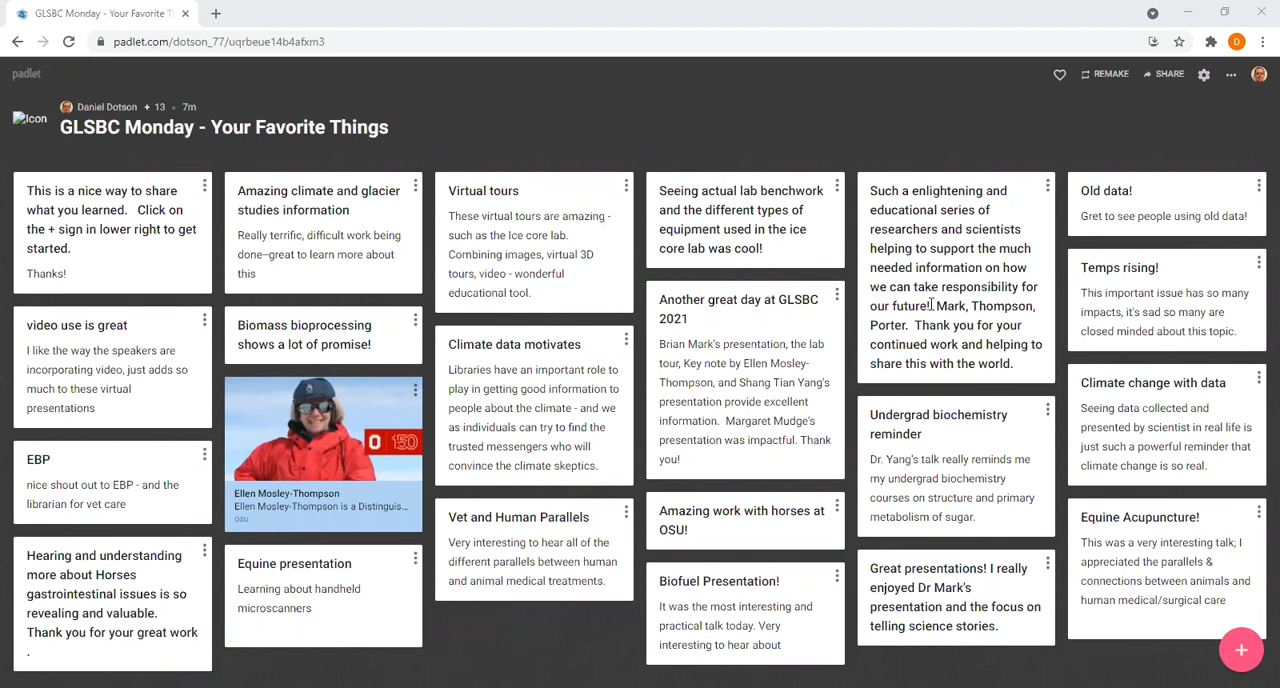 GLSBC Monday - Your Favorite T
padlet.com/dotson_77/uqrbeue14b4afxm3
D
padlet
REMAKE
SHARE
Icon
Daniel Dotson + 13 • 7m
GLSBC Monday - Your Favorite Things
This is a nice way to share
what you learned. Click on
the + sign in lower right to get
started.
Thanks!
video use is great
I like the way the speakers are
incorporating video, just adds so
much to these virtual
presentations
EBP
nice shout out to EBP - and the
librarian for vet care
Hearing and understanding
more about Horses
gastrointestinal issues is so
revealing and valuable.
Thank you for your great work
.
Amazing climate and glacier
studies information
Really terrific, difficult work being
done--great to learn more about
this
Biomass bioprocessing
shows a lot of promise!
O 150
Ellen Mosley-Thompson
Ellen Mosley-Thompson is a Distinguis...
osu
Equine presentation
Learning about handheld
microscanners
Virtual tours
These virtual tours are amazing -
such as the Ice core lab.
Combining images, virtual 3D
tours, video - wonderful
educational tool.
Climate data motivates
Libraries have an important role to
play in getting good information to
people about the climate - and we
as individuals can try to find the
trusted messengers who will
convince the climate skeptics.
Vet and Human Parallels
Very interesting to hear all of the
different parallels between human
and animal medical treatments.
Seeing actual lab benchwork
and the different types of
equipment used in the ice
core lab was cool!
Another great day at GLSBC
2021
Brian Mark's presentation, the lab
tour, Key note by Ellen Mosley-
Thompson, and Shang Tian Yang's
presentation provide excellent
information. Margaret Mudge's
presentation was impactful. Thank
you!
Amazing work with horses at
OSU!
Biofuel Presentation!
It was the most interesting and
practical talk today. Very
interesting to hear about
Such a enlightening and
educational series of
researchers and scientists
helping to support the much
needed information on how
we can take responsibility for
our future! Mark, Thompson,
Porter. Thank you for your
continued work and helping to
share this with the world.
Undergrad biochemistry
reminder
Dr. Yang's talk really reminds me
my undergrad biochemistry
courses on structure and primary
metabolism of sugar.
Great presentations! I really
enjoyed Dr Mark's
presentation and the focus on
telling science stories.
Old data!
Gret to see people using old data!
Temps rising!
This important issue has so many
impacts, it's sad so many are
closed minded about this topic.
Climate change with data
Seeing data collected and
presented by scientist in real life is
just such a powerful reminder that
climate change is so real.
Equine Acupuncture!
This was a very interesting talk; I
appreciated the parallels &
connections between animals and
human medical/surgical care